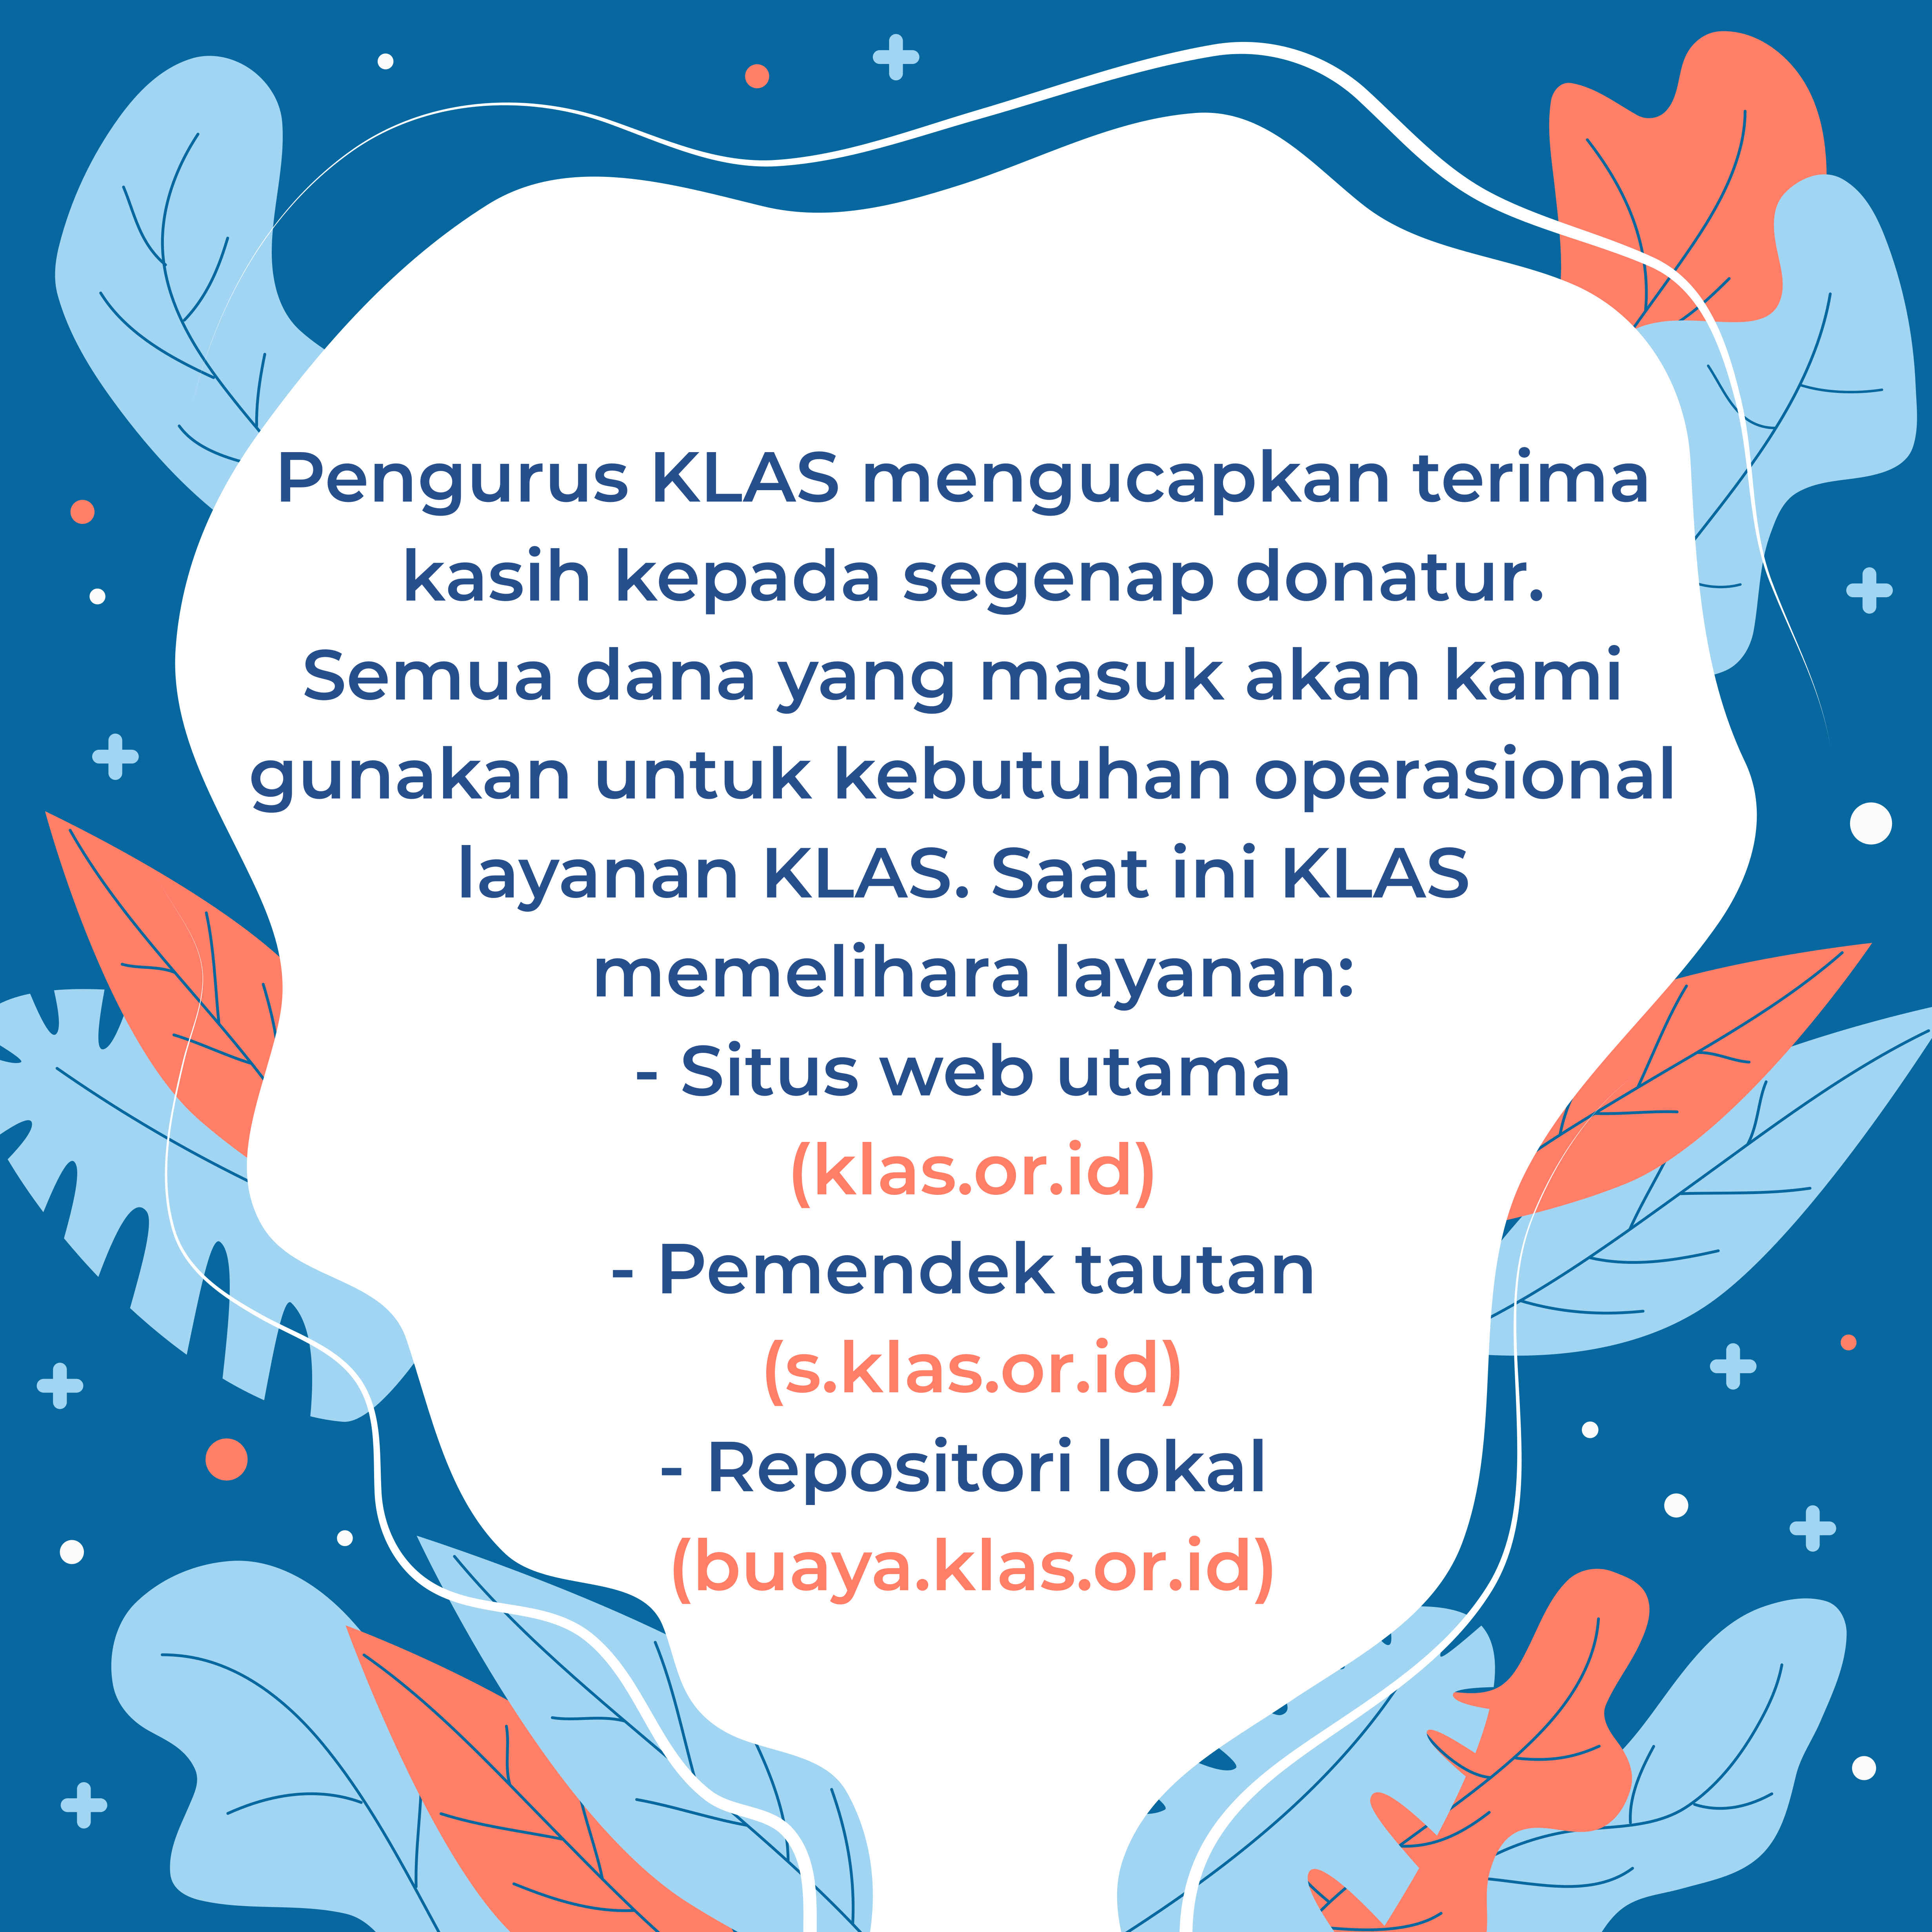 Pengurus KLAS mengucapkan terima
kasih kepada segenap donatur.
Semua dana yang masuk akan kami
gunakan untuk kebutuhan operasional
layanan KLAS. Saat ini KLAS
memelihara layanan:
- Situs web utama
(klas.or.id)
- Pemendek tautan
(s.klas.or.id)
- Repositori lokal
(buaya.klas.or.id)